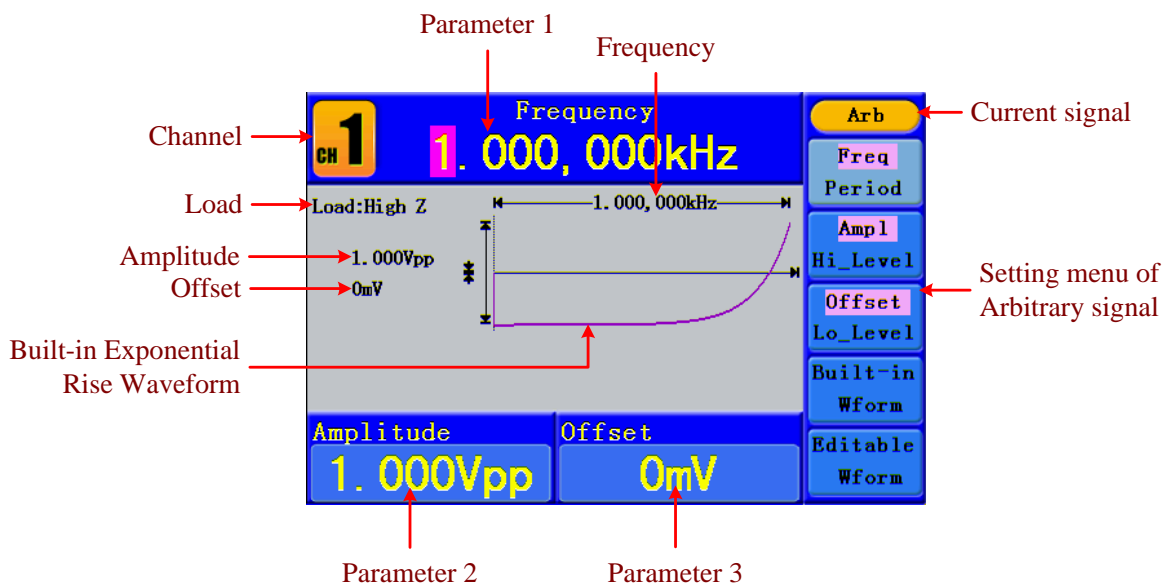 Parameter 1
Frequency
Channel
CH 1
Frequency
1.000,000kHz
Arb
Current signal
Freq
Period
Load
Load:High Z
1.000,000kHz
Amplitude
1.000Vpp
Offset
0mV
Ampl
Hi_Level
Offset
Lo_Level
Setting menu of
Arbitrary signal
Built-in Exponential
Rise Waveform
Built-in
Wform
Editable
Wform
Amplitude
1.000Vpp
Offset
0mV
Parameter 2
Parameter 3